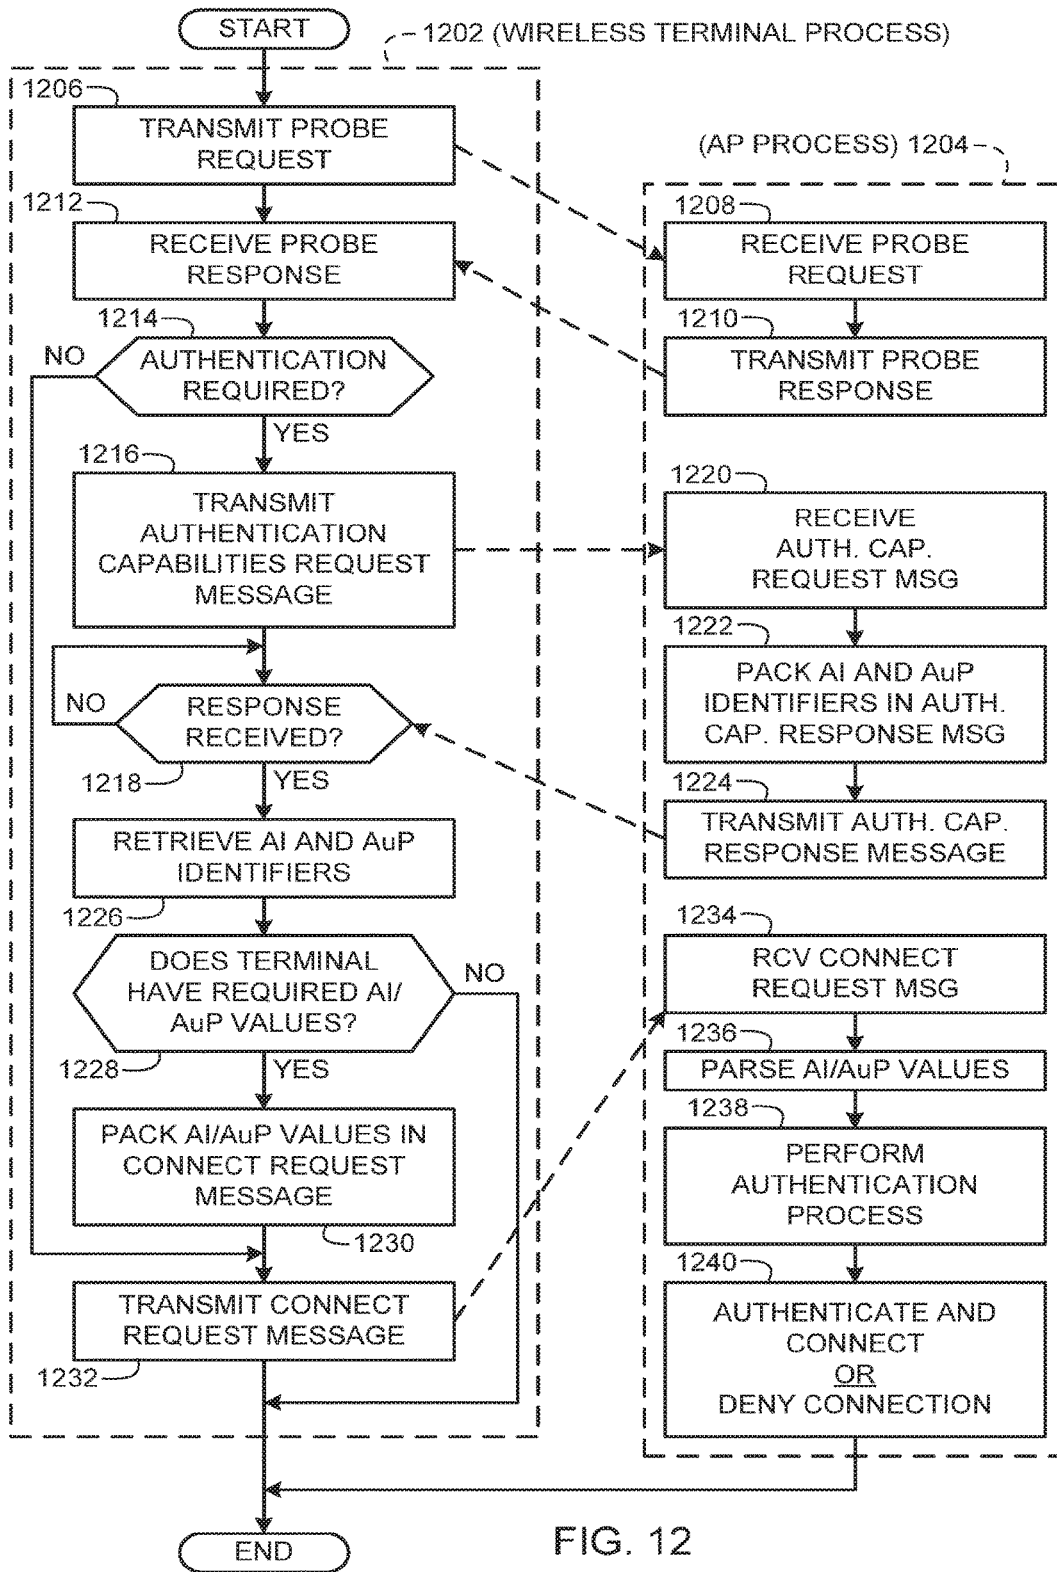 START
1202 (WIRELESS TERMINAL PROCESS)
1206
TRANSMIT PROBE
REQUEST
1212
RECEIVE PROBE
RESPONSE
1214
NO
AUTHENTICATION
REQUIRED?
YES
1216
TRANSMIT
AUTHENTICATION
CAPABILITIES REQUEST
MESSAGE
NO
RESPONSE
RECEIVED?
1218
YES
RETRIEVE AI AND AuP
IDENTIFIERS
1226
DOES TERMINAL
HAVE REQUIRED AI/
AuP VALUES?
NO
1228
YES
PACK AI/AuP VALUES IN
CONNECT REQUEST
MESSAGE
1230
TRANSMIT CONNECT
REQUEST MESSAGE
1232
END
(AP PROCESS) 1204
1208
RECEIVE PROBE
REQUEST
1210
TRANSMIT PROBE
RESPONSE
1220
RECEIVE
AUTH. CAP.
REQUEST MSG
1222
PACK AI AND AuP
IDENTIFIERS IN AUTH.
CAP. RESPONSE MSG
1224
TRANSMIT AUTH. CAP.
RESPONSE MESSAGE
1234
RCV CONNECT
REQUEST MSG
1236
PARSE AI/AuP VALUES
1238
PERFORM
AUTHENTICATION
PROCESS
1240
AUTHENTICATE AND
CONNECT
OR
DENY CONNECTION
FIG. 12